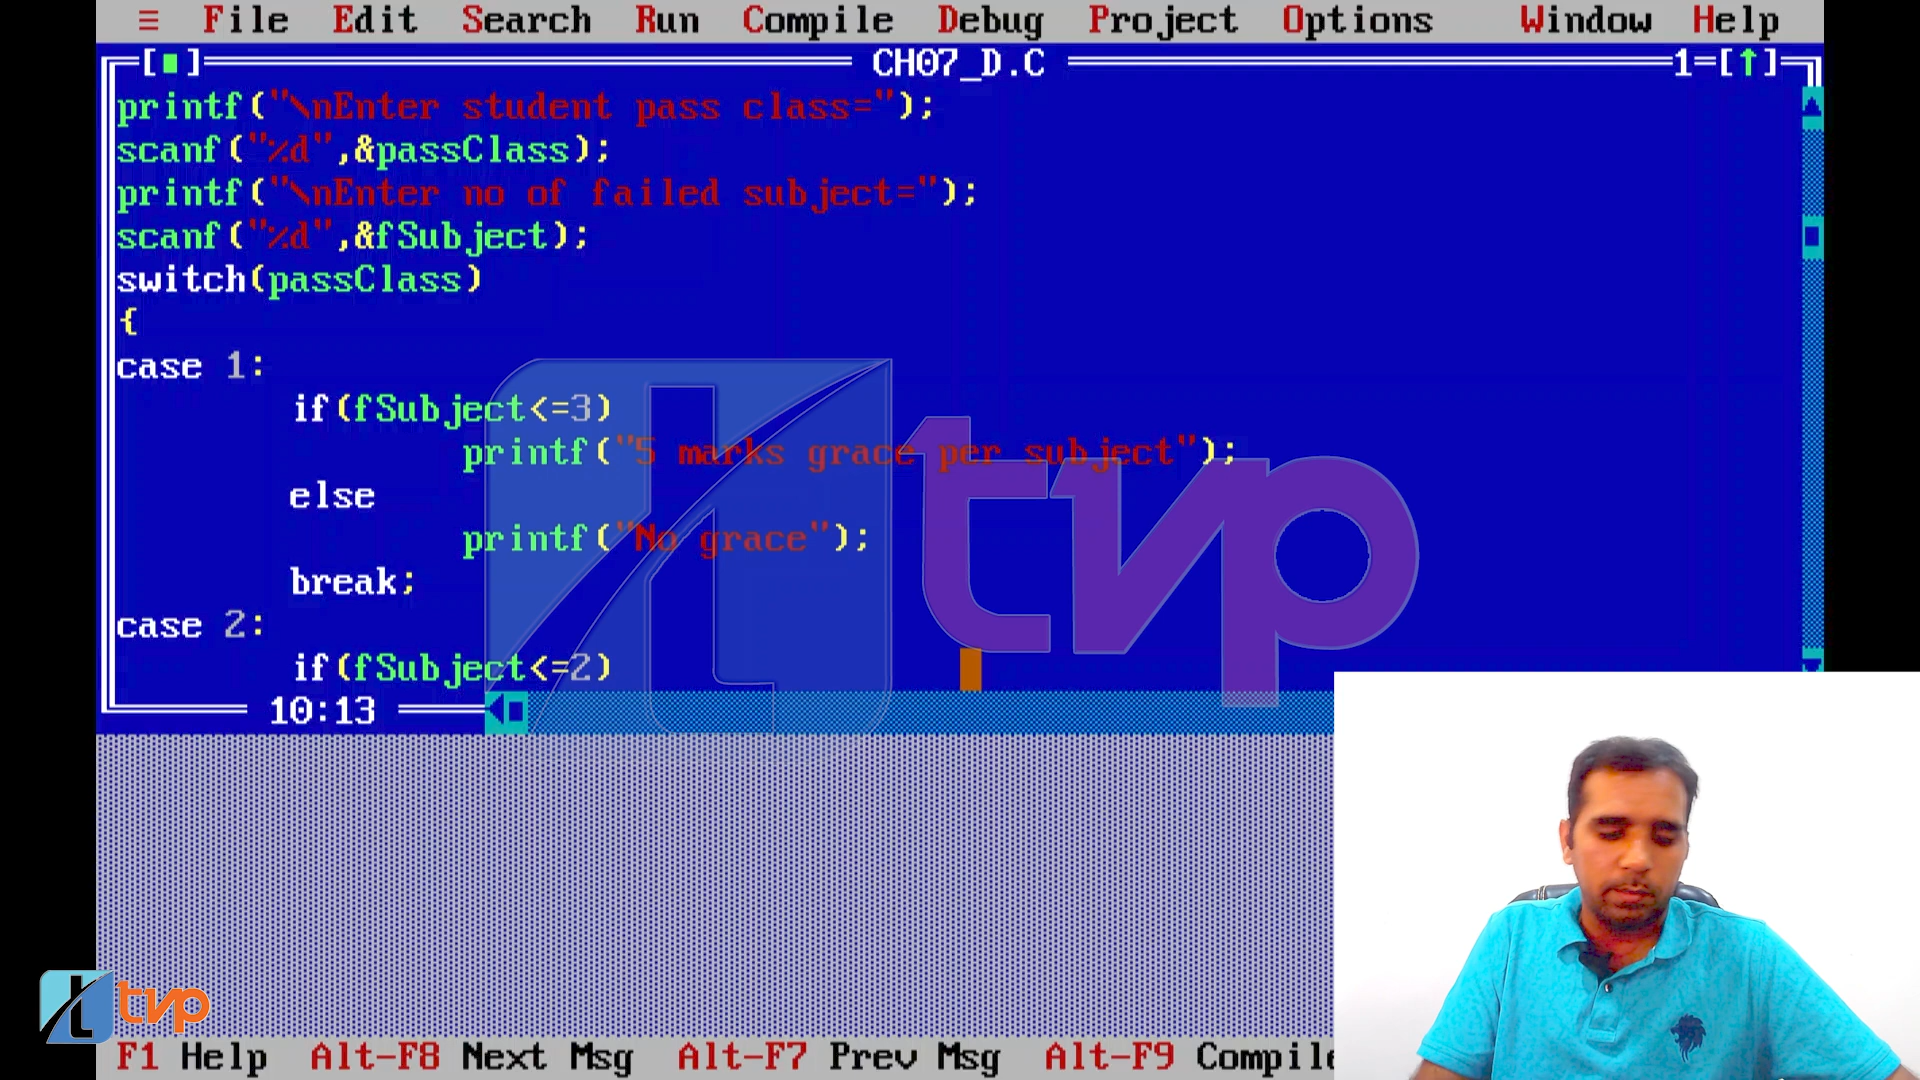 ≡ File Edit Search Run Compile Debug Project Options Window Help
[■] CH07_D.C 1=[↑]
printf("\nEnter student pass class=");
scanf("%d",&passClass);
printf("\nEnter no of failed subject=");
scanf("%d",&fSubject);
switch(passClass)
{
case 1:
if(fSubject<=3)
printf("5 marks grace per subject");
else
printf("No grace");
break;
case 2:
if(fSubject<=2)
10:13
tvp
tvp
F1 Help Alt-F8 Next Msg Alt-F7 Prev Msg Alt-F9 Compile